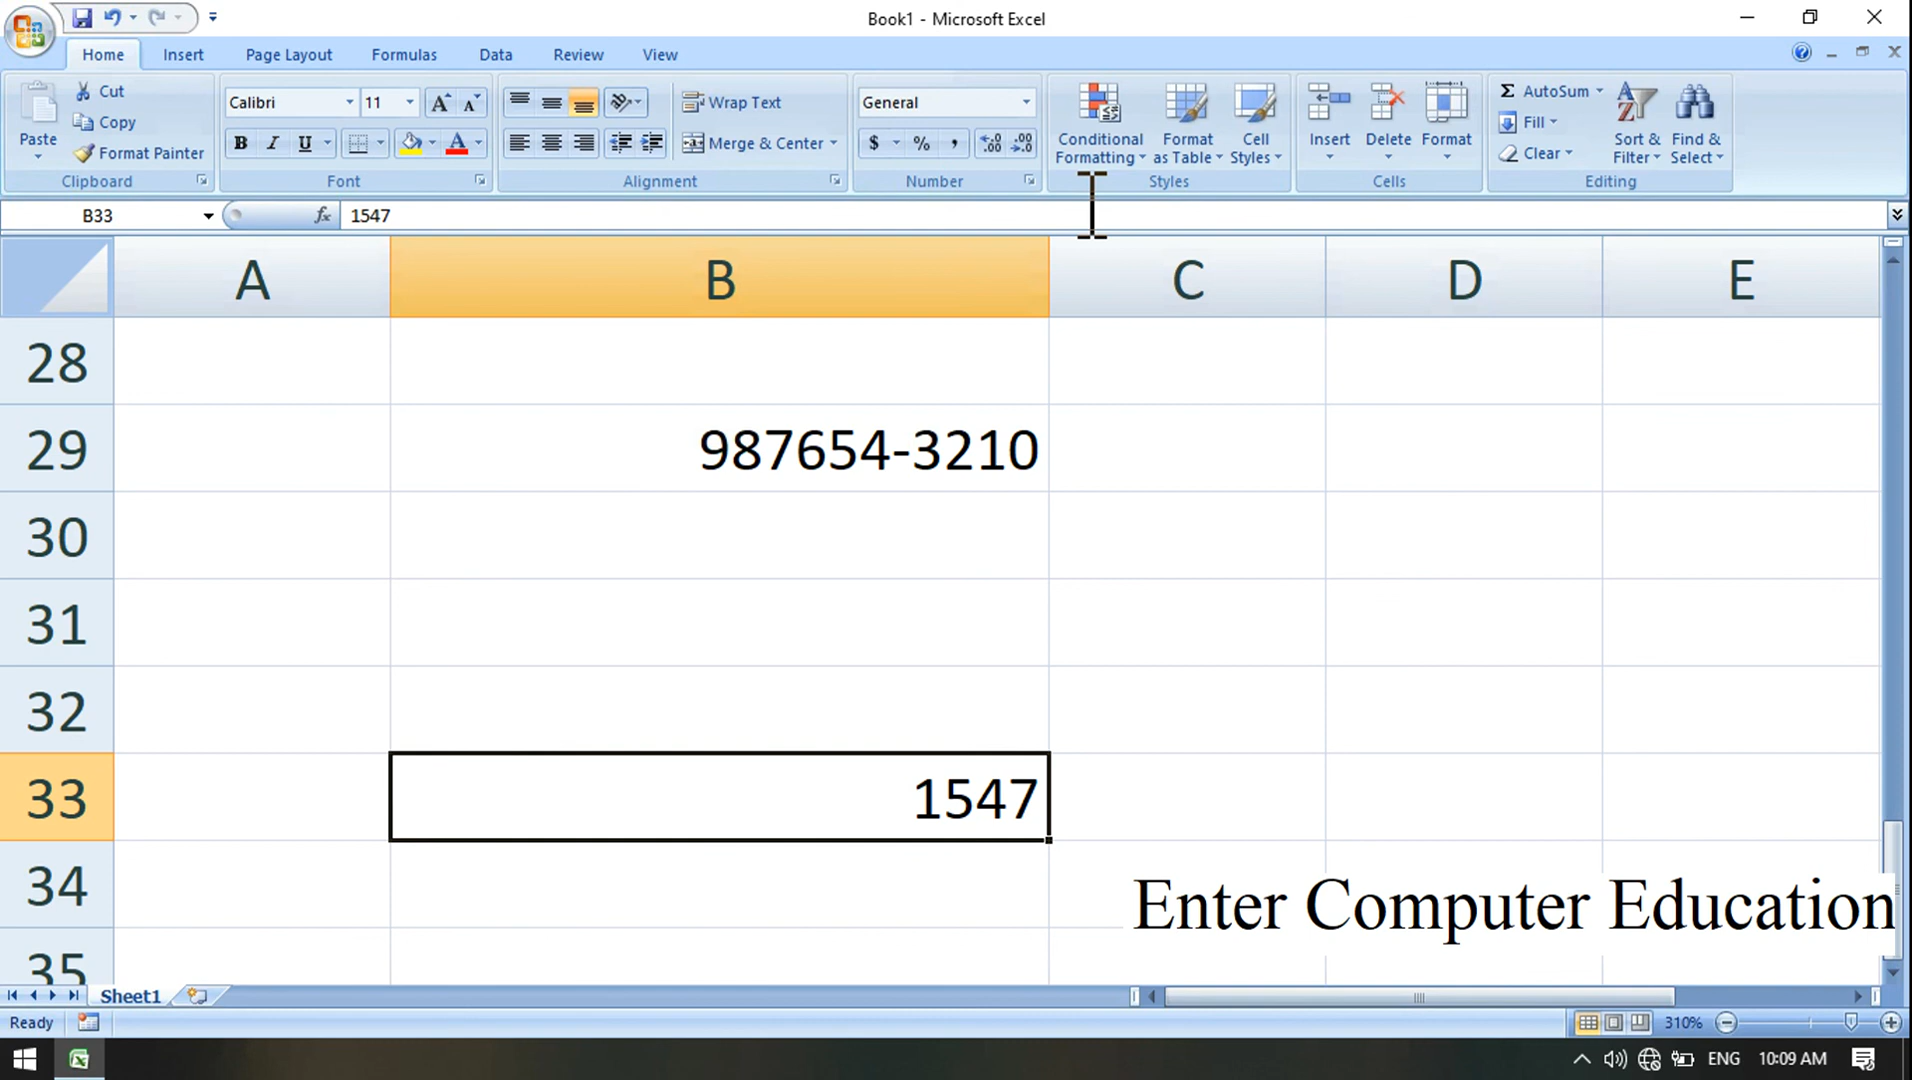 Book1 - Microsoft Excel
Home Insert Page Layout Formulas Data Review View
Paste
Cut
Copy
Format Painter
Clipboard
Calibri 11
B I U
Font
Wrap Text
Merge & Center
Alignment
General
$ % ,
Number
Conditional Formatting
Format as Table
Cell Styles
Styles
Insert Delete Format
Cells
Σ AutoSum
Fill
Clear
Sort & Filter
Find & Select
Editing
B33 fx 1547
A B C D E
28
29 987654-3210
30
31
32
33 1547
34
35
Enter Computer Education
Sheet1
Ready 310%
ENG 10:09 AM